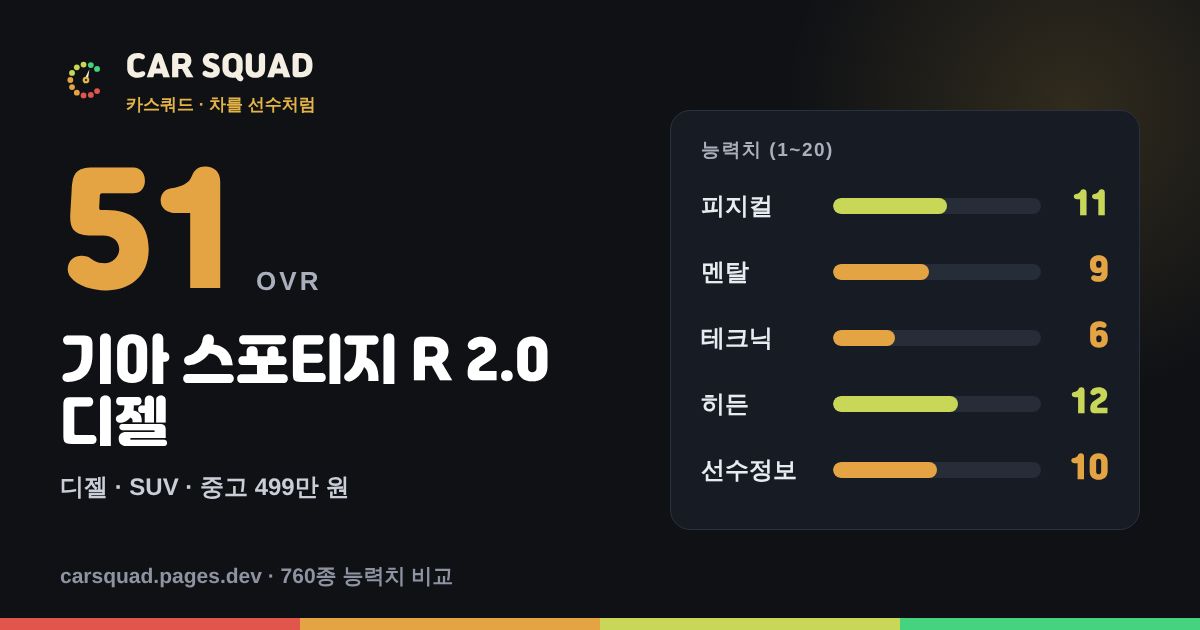 CAR SQUAD
카스쿼드 · 차를 선수처럼
51 OVR
기아 스포티지 R 2.0
디젤
디젤 · SUV · 중고 499만 원
carsquad.pages.dev · 760종 능력치 비교
능력치 (1~20)
피지컬 11
멘탈 9
테크닉 6
히든 12
선수정보 10